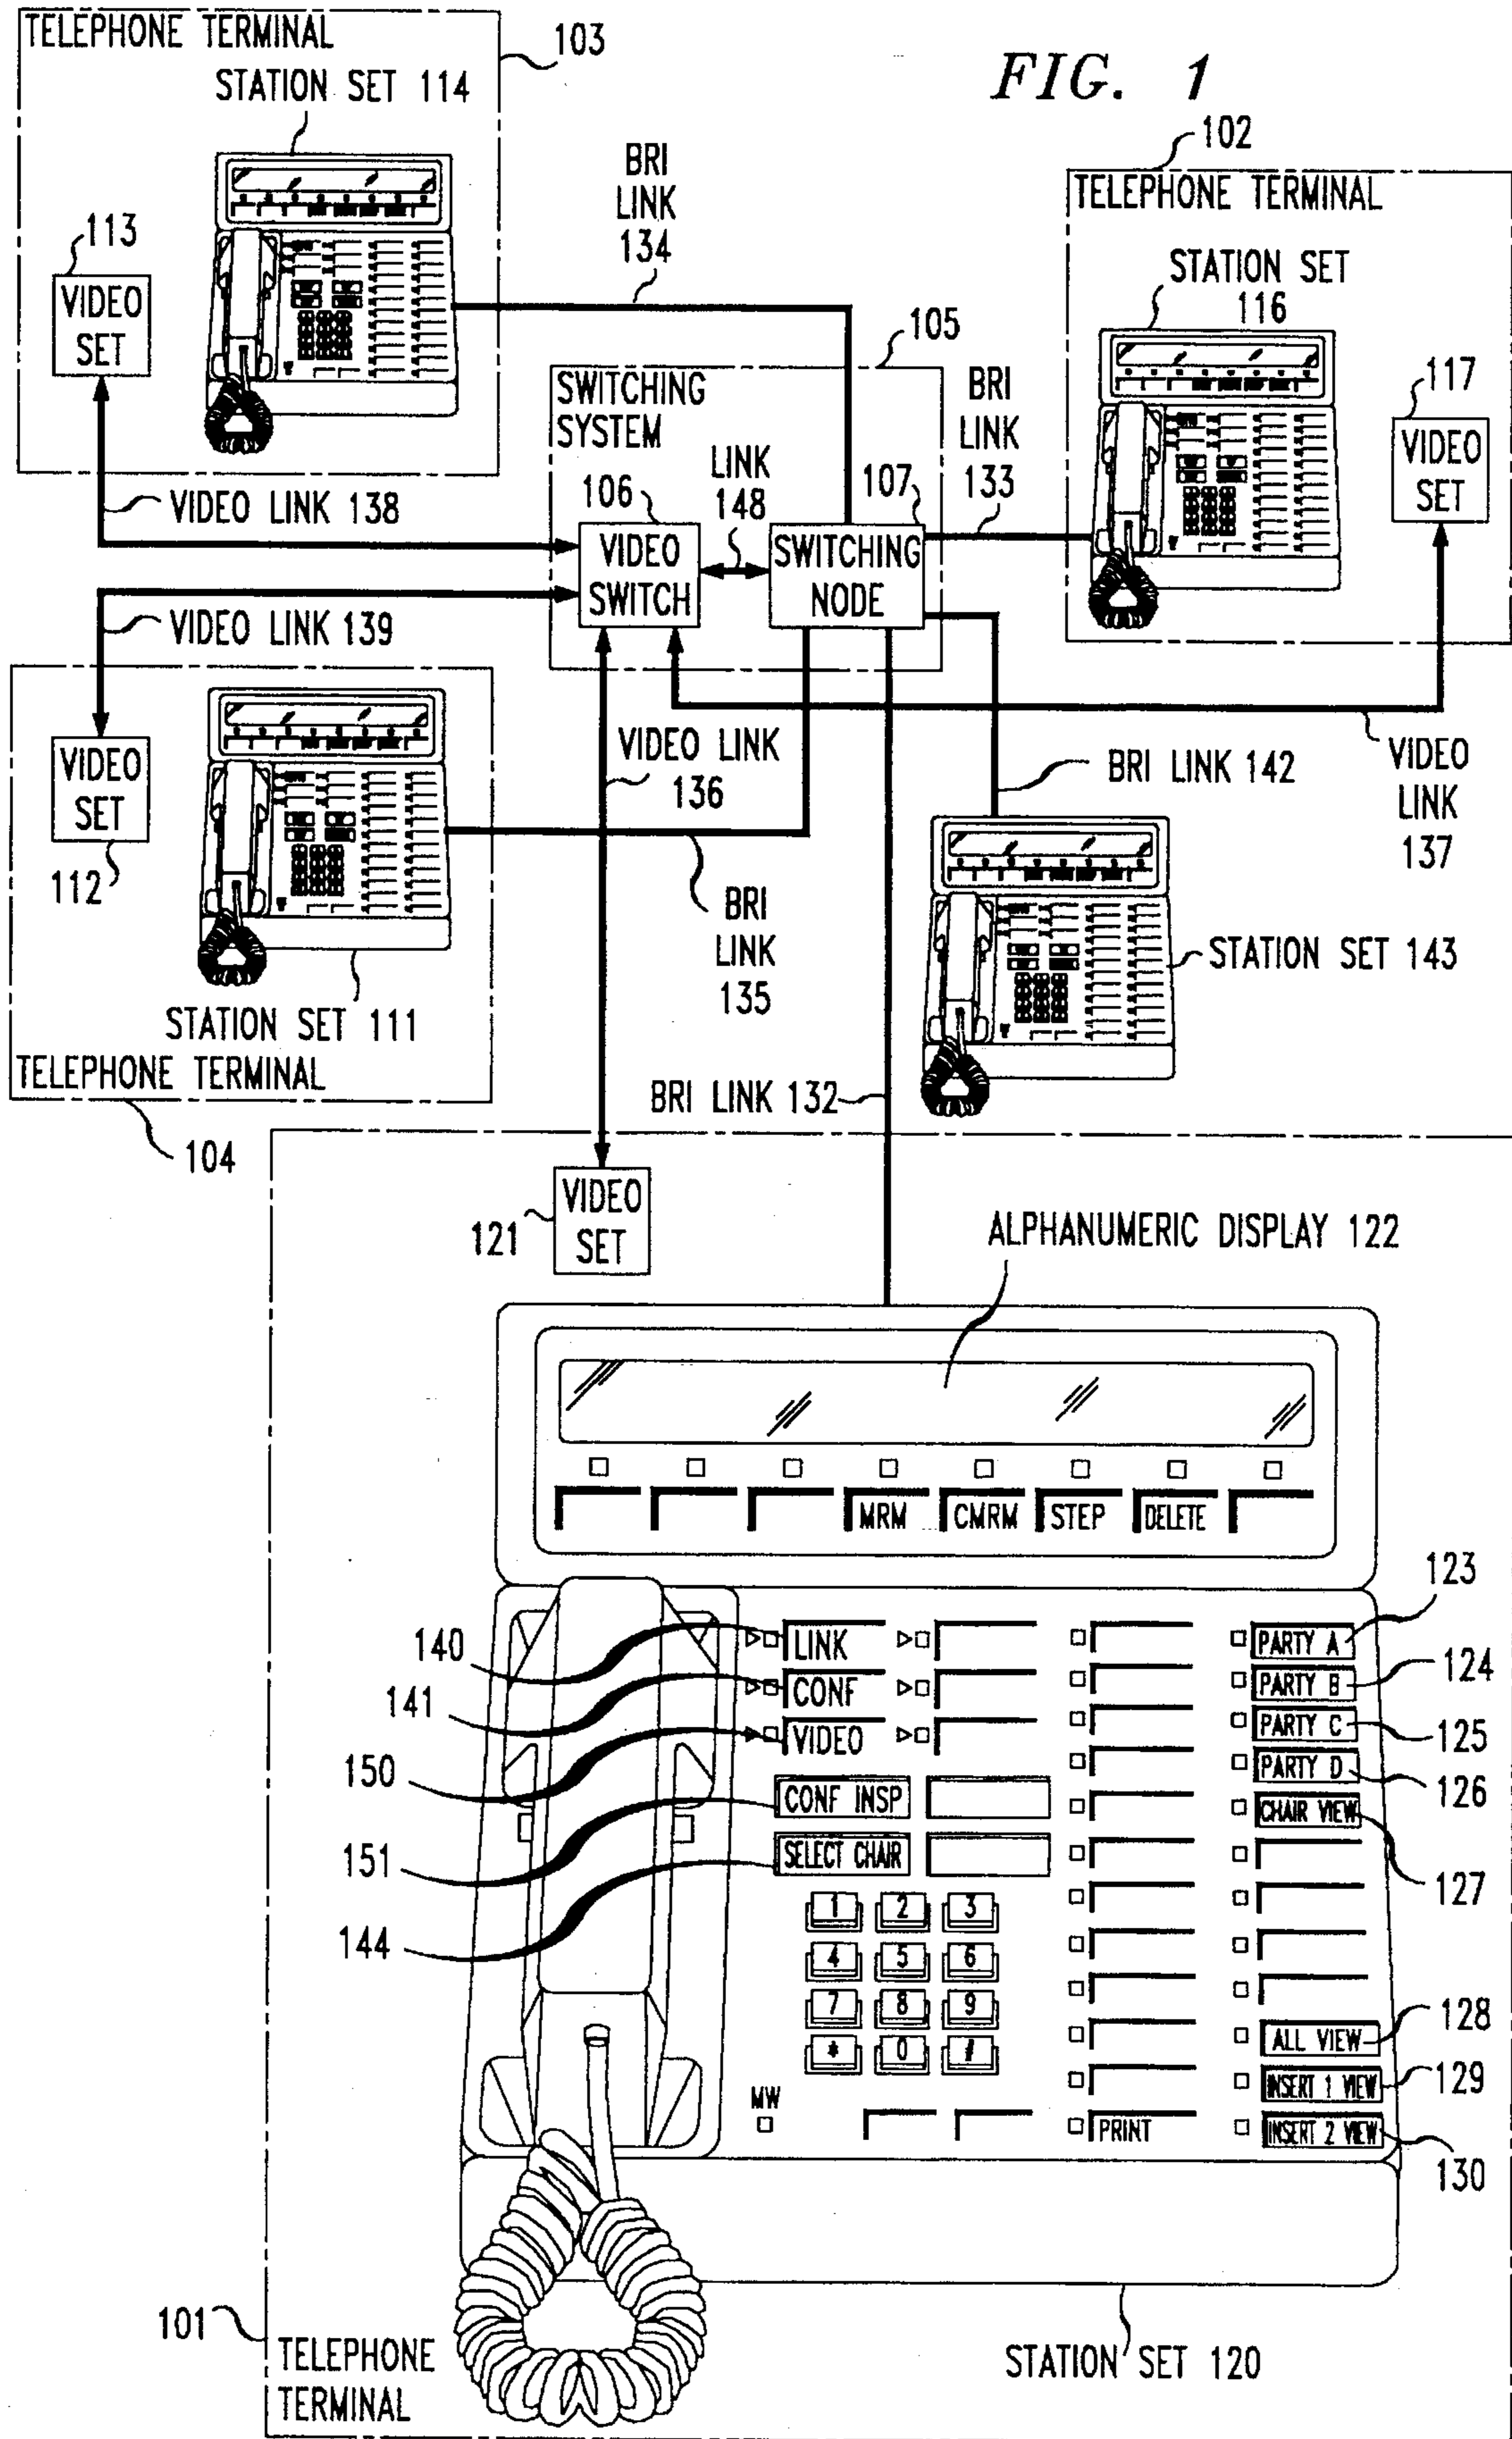 FIG. 1
TELEPHONE TERMINAL
103
STATION SET 114
113
VIDEO
SET
BRI
LINK
134
VIDEO LINK 138
102
TELEPHONE TERMINAL
STATION SET
116
117
VIDEO
SET
105
SWITCHING
SYSTEM
106
VIDEO
SWITCH
LINK
148
107
SWITCHING
NODE
BRI
LINK
133
VIDEO LINK 139
VIDEO
SET
112
STATION SET 111
TELEPHONE TERMINAL
104
VIDEO LINK
136
BRI
LINK
135
BRI LINK 142
VIDEO
LINK
137
STATION SET 143
BRI LINK 132
121
VIDEO
SET
ALPHANUMERIC DISPLAY 122
MRM
CMRM
STEP
DELETE
140
LINK
141
CONF
150
VIDEO
151
CONF INSP
144
SELECT CHAIR
PARTY A
123
PARTY B
124
PARTY C
125
PARTY D
126
CHAIR VIEW
127
1 2 3
4 5 6
7 8 9
* 0 #
ALL VIEW
128
INSERT 1 VIEW
129
INSERT 2 VIEW
130
MW
PRINT
101
TELEPHONE
TERMINAL
STATION SET 120